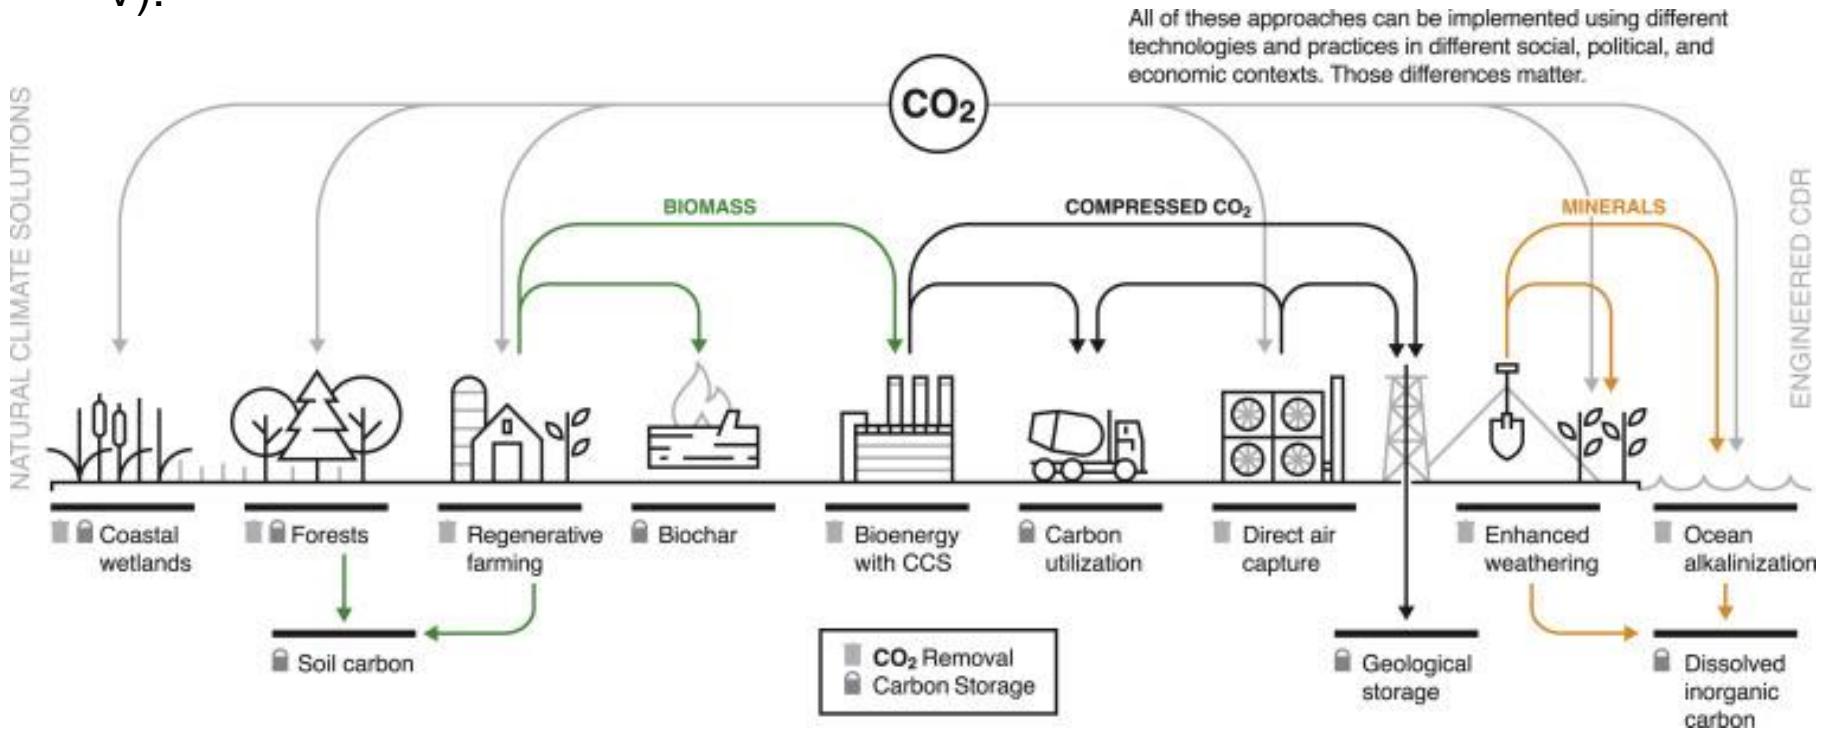 v).
All of these approaches can be implemented using different
technologies and practices in different social, political, and
economic contexts. Those differences matter.
CO₂
NATURAL CLIMATE SOLUTIONS
BIOMASS
COMPRESSED CO₂
MINERALS
ENGINEERED CDR
Coastal
wetlands
Forests
Regenerative
farming
Biochar
Bioenergy
with CCS
Carbon
utilization
Direct air
capture
Enhanced
weathering
Ocean
alkalinization
Soil carbon
CO₂ Removal
Carbon Storage
Geological
storage
Dissolved
inorganic
carbon